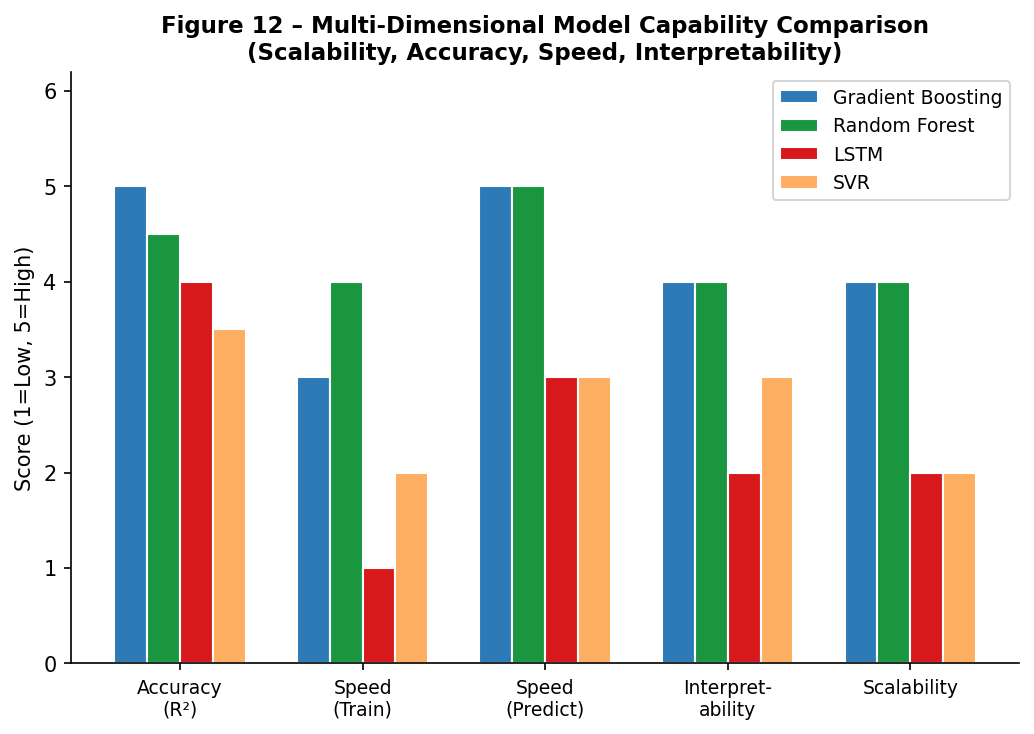 Figure 12 – Multi-Dimensional Model Capability Comparison
(Scalability, Accuracy, Speed, Interpretability)
Gradient Boosting
Random Forest
LSTM
SVR
Score (1=Low, 5=High)
6
5
4
3
2
1
0
Accuracy
(R²)
Speed
(Train)
Speed
(Predict)
Interpret-
ability
Scalability